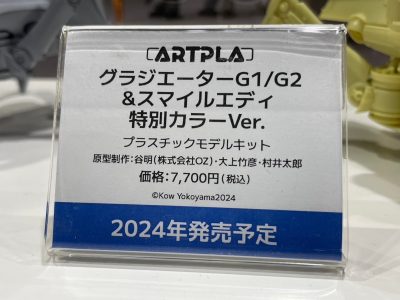 ARTPLA
グラジエーターG1/G2
&スマイルエディ
特別カラーVer.
プラスチックモデルキット
原型制作：谷明(株式会社OZ)・大上竹彦・村井太郎
価格：7,700円(税込)
©Kow Yokoyama2024
2024年発売予定